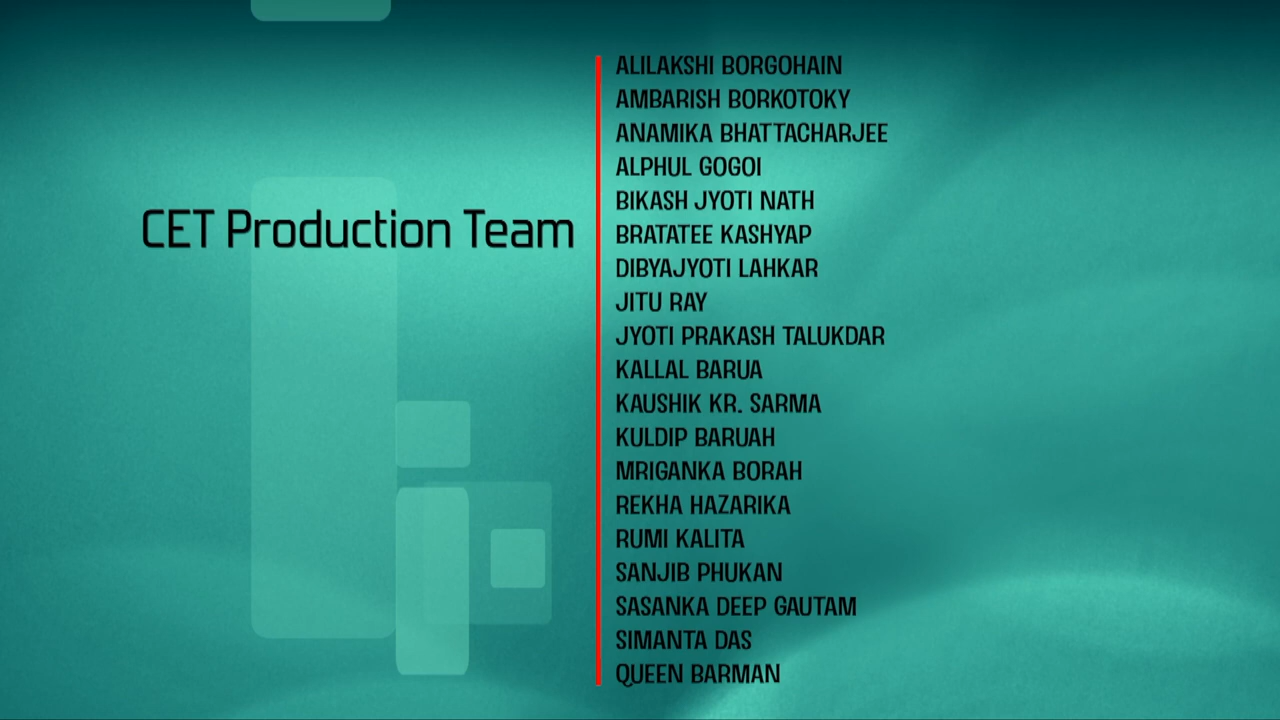 CET Production Team
ALILAKSHI BORGOHAIN
AMBARISH BORKOTOKY
ANAMIKA BHATTACHARJEE
ALPHUL GOGOI
BIKASH JYOTI NATH
BRATATEE KASHYAP
DIBYAJYOTI LAHKAR
JITU RAY
JYOTI PRAKASH TALUKDAR
KALLAL BARUA
KAUSHIK KR. SARMA
KULDIP BARUAH
MRIGANKA BORAH
REKHA HAZARIKA
RUMI KALITA
SANJIB PHUKAN
SASANKA DEEP GAUTAM
SIMANTA DAS
QUEEN BARMAN